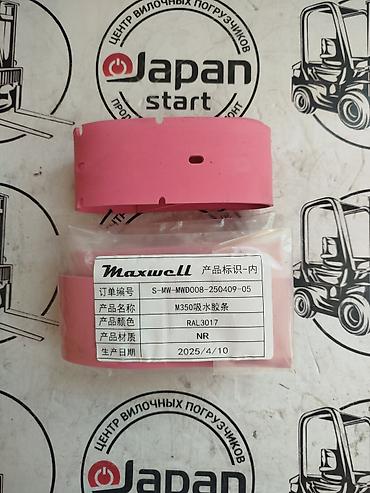 ЦЕНТР ВИЛОЧНЫХ ПОГРУЗЧИКОВ
Japan
start
Maxwell 产品标识-内
订单编号 S-MW-MWD008-250409-05
产品名称 M350吸水胶条
产品颜色 RAL3017
产品材质 NR
生产日期 2025/4/10
ЦЕНТР ВИЛОЧНЫХ ПОГРУЗЧИКОВ
Japan